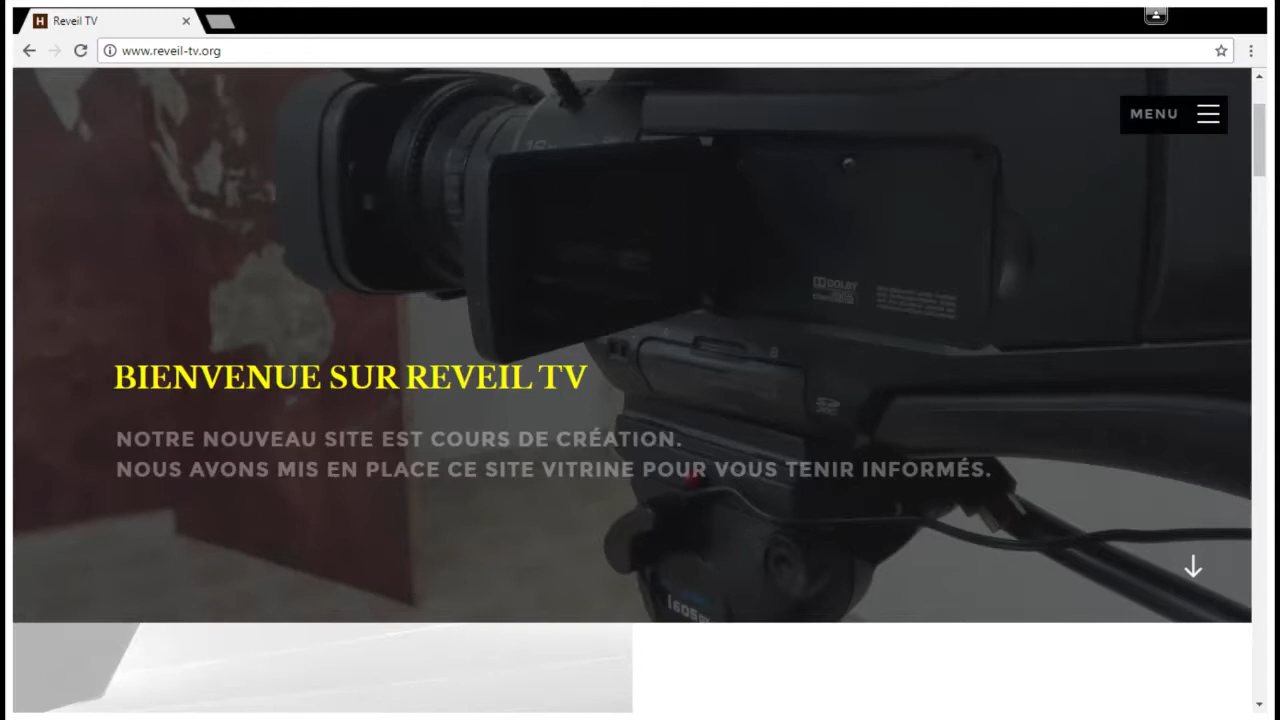 Reveil TV
www.reveil-tv.org
MENU
DOLBY
BIENVENUE SUR REVEIL TV
NOTRE NOUVEAU SITE EST COURS DE CRÉATION.
NOUS AVONS MIS EN PLACE CE SITE VITRINE POUR VOUS TENIR INFORMÉS.